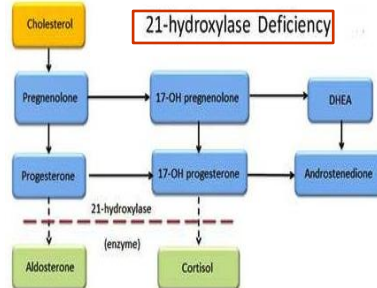 21-hydroxylase Deficiency
Cholesterol
Pregnenolone
17-OH pregnenolone
DHEA
Progesterone
17-OH progesterone
Androstenedione
21-hydroxylase
(enzyme)
Aldosterone
Cortisol